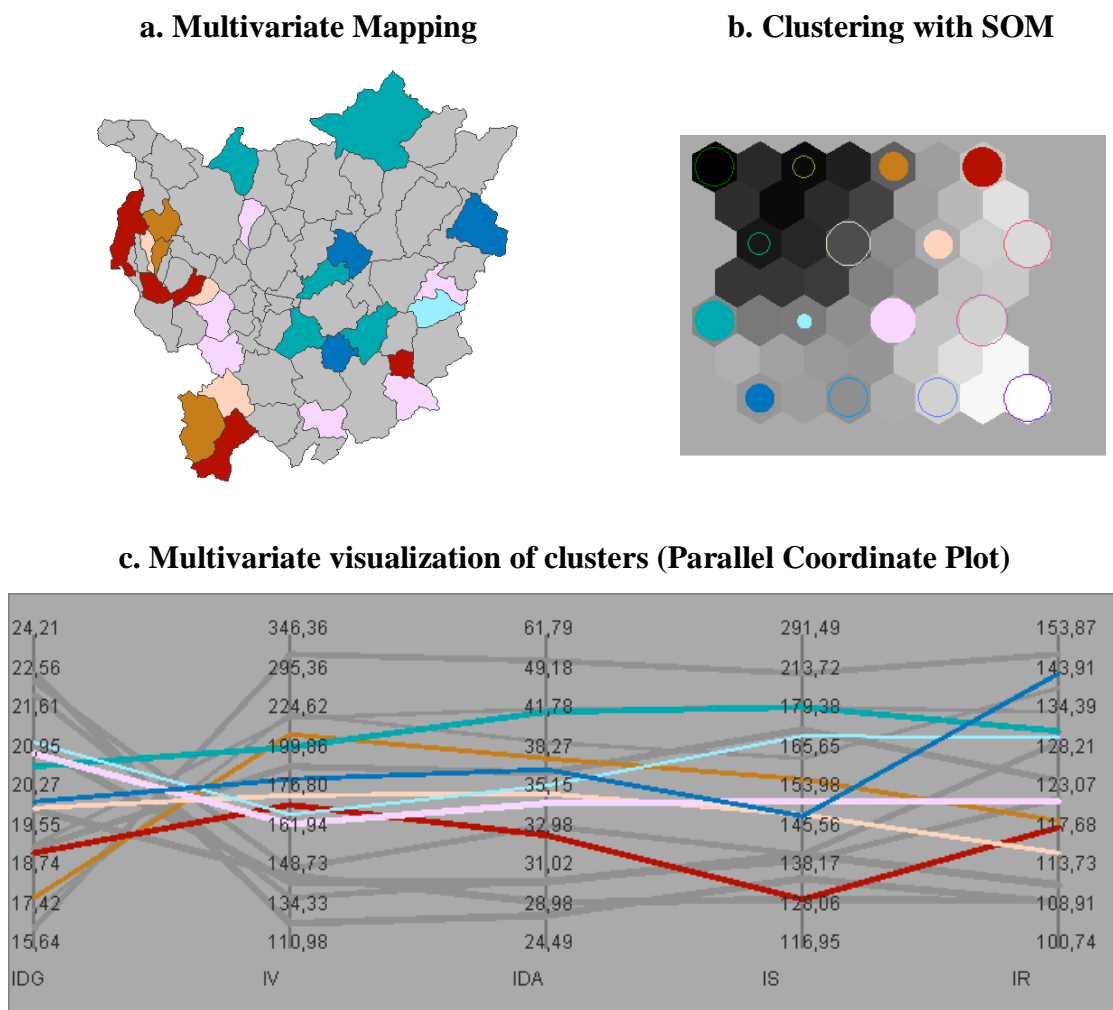 a. Multivariate Mapping
b. Clustering with SOM
c. Multivariate visualization of clusters (Parallel Coordinate Plot)
24,21 346,36 61,79 291,49 153,87
22,56 295,36 49,18 213,72 143,91
21,61 224,62 41,78 179,38 134,39
20,95 199,86 38,27 165,65 128,21
20,27 176,80 35,15 153,98 123,07
19,55 161,94 32,98 145,56 117,68
18,74 148,73 31,02 138,17 113,73
17,42 134,33 28,98 128,06 108,91
15,64 110,98 24,49 116,95 100,74
IDG IV IDA IS IR